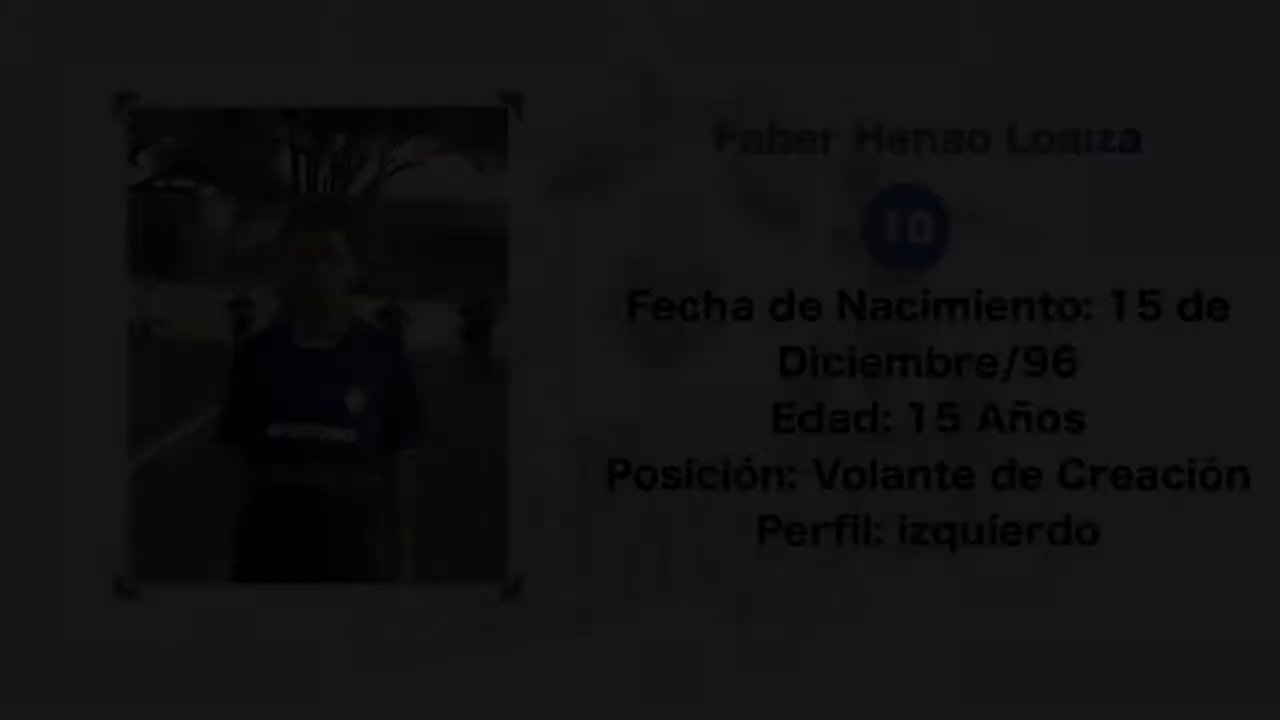 Faber Henao Loaiza
10
Fecha de Nacimiento: 15 de
Diciembre/96
Edad: 15 Años
Posición: Volante de Creación
Perfil: izquierdo